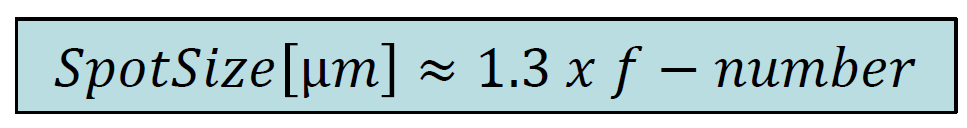 SpotSize[μm] ≈ 1.3 x f − number